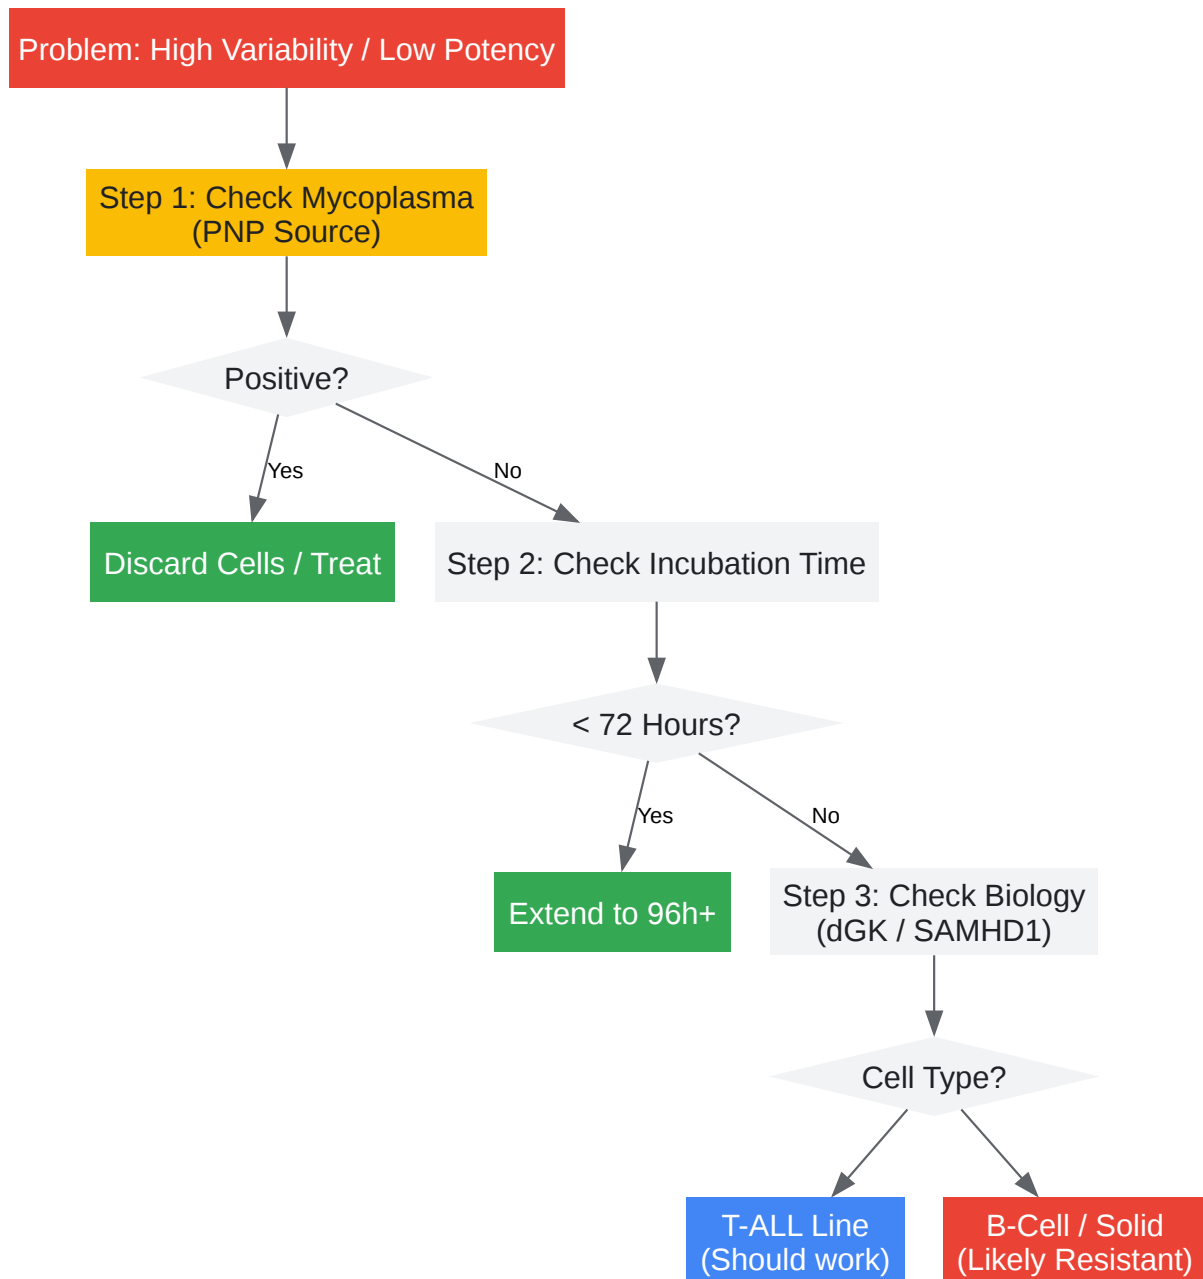 Problem: High Variability / Low Potency
Step 1: Check Mycoplasma
(PNP Source)
Positive?
Yes
No
Discard Cells / Treat
Step 2: Check Incubation Time
< 72 Hours?
Yes
No
Extend to 96h+
Step 3: Check Biology
(dGK / SAMHD1)
Cell Type?
T-ALL Line
(Should work)
B-Cell / Solid
(Likely Resistant)